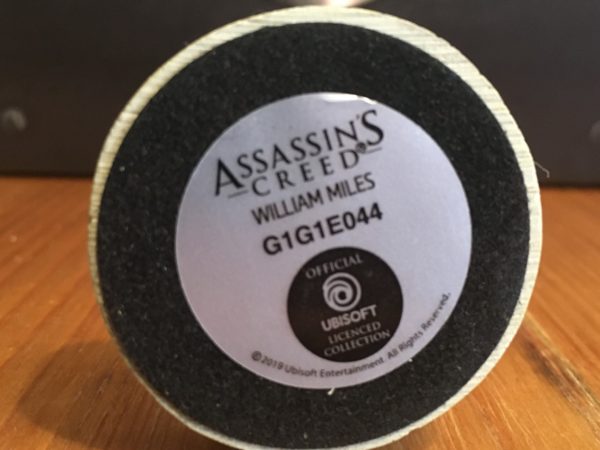 ASSASSIN'S
CREED®
WILLIAM MILES
G1G1E044
OFFICIAL
UBISOFT
LICENCED
COLLECTION
©2019 Ubisoft Entertainment. All Rights Reserved.